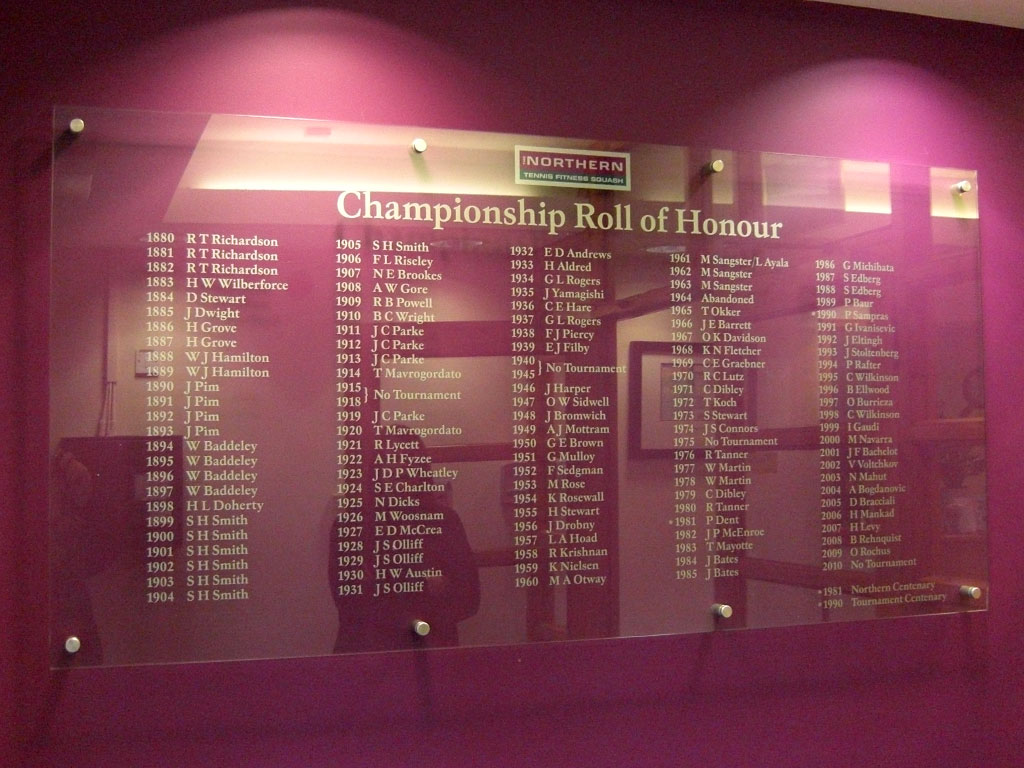 THE NORTHERN
TENNIS FITNESS SQUASH
Championship Roll of Honour
1880 R T Richardson
1881 R T Richardson
1882 R T Richardson
1883 H W Wilberforce
1884 D Stewart
1885 J Dwight
1886 H Grove
1887 H Grove
1888 W J Hamilton
1889 W J Hamilton
1890 J Pim
1891 J Pim
1892 J Pim
1893 J Pim
1894 W Baddeley
1895 W Baddeley
1896 W Baddeley
1897 W Baddeley
1898 H L Doherty
1899 S H Smith
1900 S H Smith
1901 S H Smith
1902 S H Smith
1903 S H Smith
1904 S H Smith
1905 S H Smith
1906 F L Riseley
1907 N E Brookes
1908 A W Gore
1909 R B Powell
1910 B C Wright
1911 J C Parke
1912 J C Parke
1913 J C Parke
1914 T Mavrogordato
1915
1918 } No Tournament
1919 J C Parke
1920 T Mavrogordato
1921 R Lycett
1922 A H Fyzee
1923 J D P Wheatley
1924 S E Charlton
1925 N Dicks
1926 M Woosnam
1927 E D McCrea
1928 J S Olliff
1929 J S Olliff
1930 H W Austin
1931 J S Olliff
1932 E D Andrews
1933 H Aldred
1934 G L Rogers
1935 J Yamagishi
1936 C E Hare
1937 G L Rogers
1938 F J Piercy
1939 E J Filby
1940
1945 } No Tournament
1946 J Harper
1947 O W Sidwell
1948 J Bromwich
1949 A J Mottram
1950 G E Brown
1951 G Mulloy
1952 F Sedgman
1953 M Rose
1954 K Rosewall
1955 H Stewart
1956 J Drobny
1957 L A Hoad
1958 R Krishnan
1959 K Nielsen
1960 M A Otway
1961 M Sangster/L Ayala
1962 M Sangster
1963 M Sangster
1964 Abandoned
1965 T Okker
1966 J E Barrett
1967 O K Davidson
1968 K N Fletcher
1969 C E Graebner
1970 R C Lutz
1971 C Dibley
1972 T Koch
1973 S Stewart
1974 J S Connors
1975 No Tournament
1976 R Tanner
1977 W Martin
1978 W Martin
1979 C Dibley
1980 R Tanner
*1981 P Dent
1982 J P McEnroe
1983 T Mayotte
1984 J Bates
1985 J Bates
1986 G Michibata
1987 S Edberg
1988 S Edberg
1989 P Baur
*1990 P Sampras
1991 G Ivanisevic
1992 J Eltingh
1993 J Stoltenberg
1994 P Rafter
1995 C Wilkinson
1996 B Ellwood
1997 O Burrieza
1998 C Wilkinson
1999 I Gaudi
2000 M Navarra
2001 J F Bachelot
2002 V Voltchkov
2003 N Mahut
2004 A Bogdanovic
2005 D Bracciali
2006 H Mankad
2007 H Levy
2008 B Rehnquist
2009 O Rochus
2010 No Tournament
*1981 Northern Centenary
*1990 Tournament Centenary